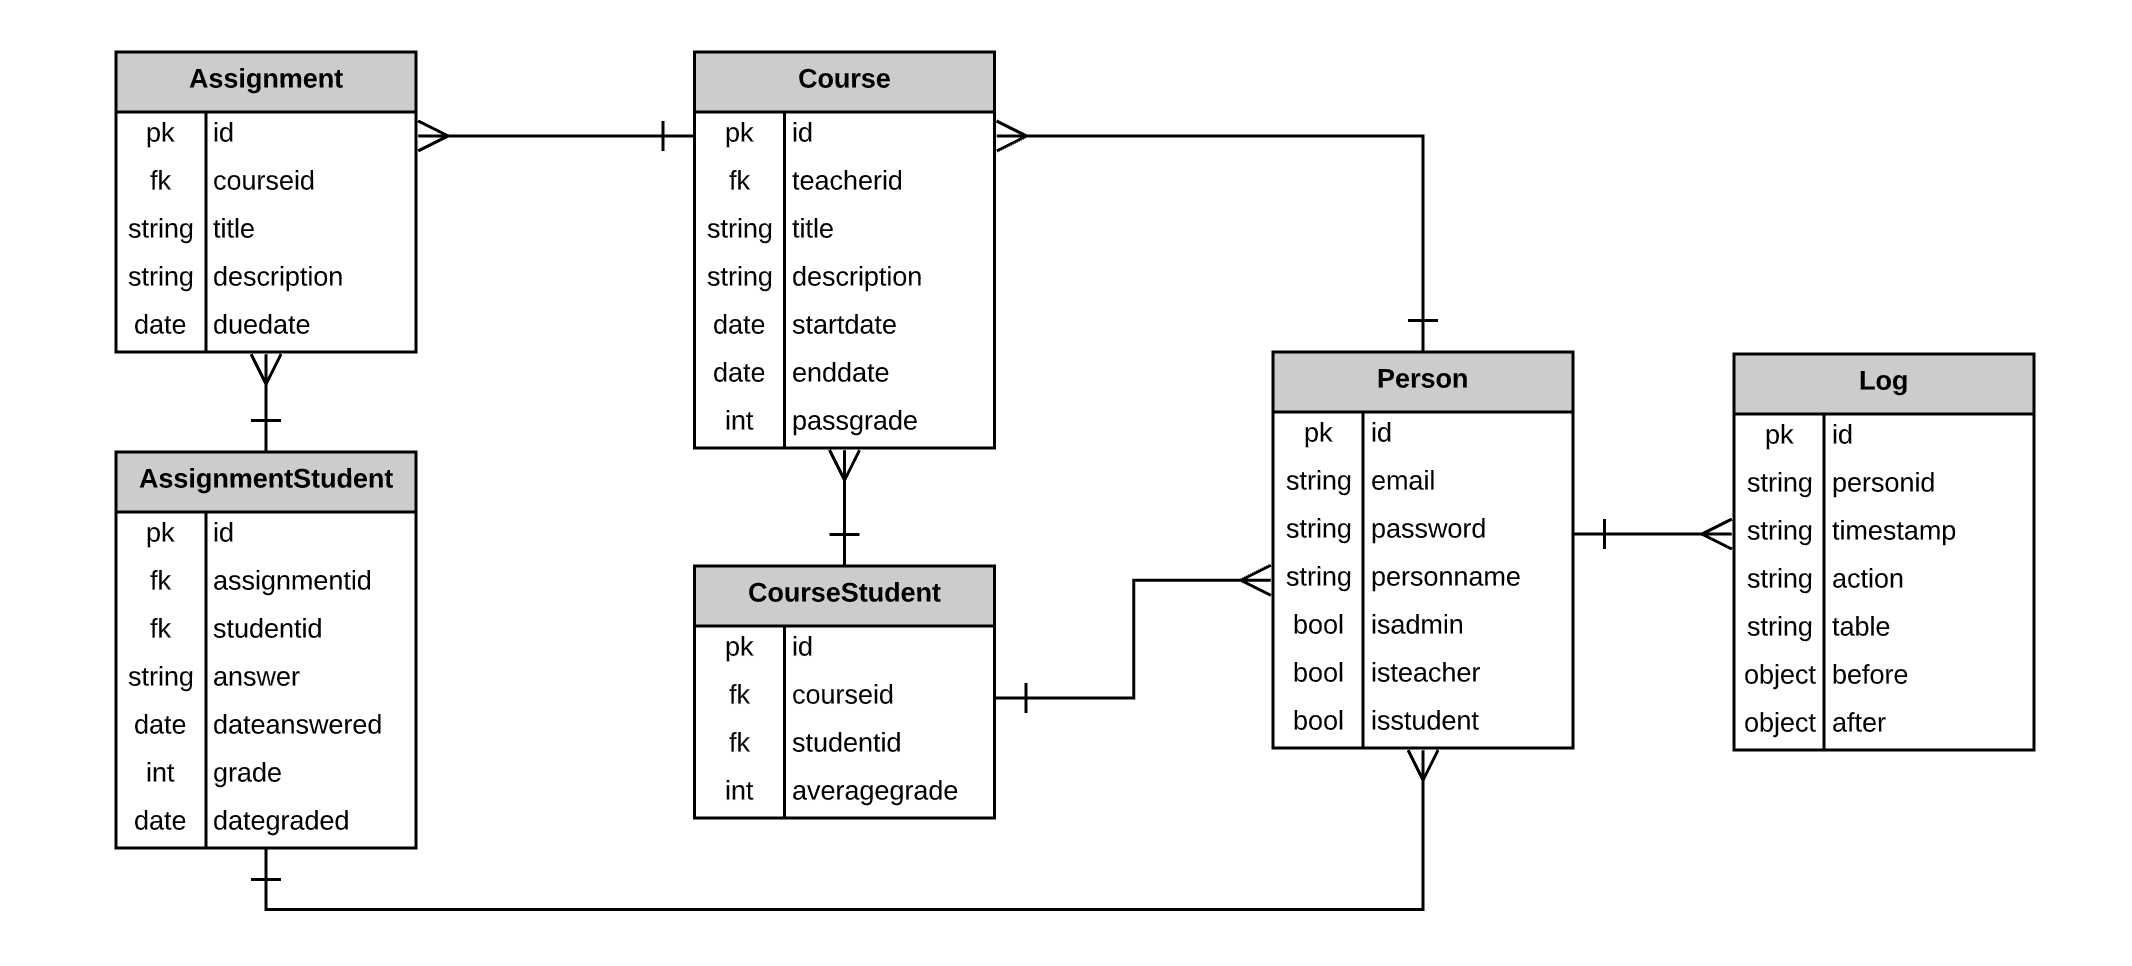 Assignment
pk id
fk courseid
string title
string description
date duedate
Course
pk id
fk teacherid
string title
string description
date startdate
date enddate
int passgrade
AssignmentStudent
pk id
fk assignmentid
fk studentid
string answer
date dateanswered
int grade
date dategraded
CourseStudent
pk id
fk courseid
fk studentid
int averagegrade
Person
pk id
string email
string password
string personname
bool isadmin
bool isteacher
bool isstudent
Log
pk id
string personid
string timestamp
string action
string table
object before
object after